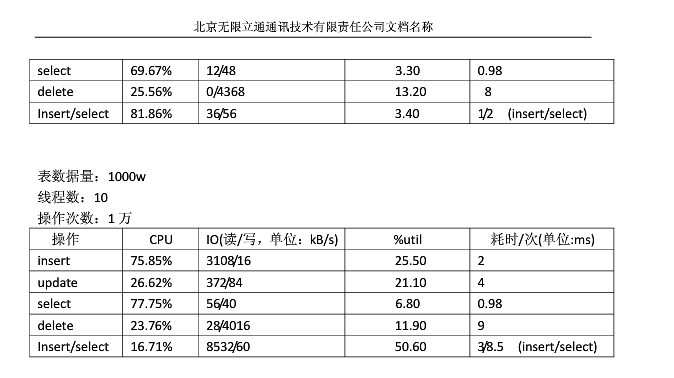 北京无限立通通讯技术有限责任公司文档名称
select 69.67% 12/48 3.30 0.98
delete 25.56% 0/4368 13.20 8
Insert/select 81.86% 36/56 3.40 1/2 (insert/select)
表数据量：1000w
线程数：10
操作次数：1 万
操作 CPU IO(读/写，单位：kB/s) %util 耗时/次(单位:ms)
insert 75.85% 3108/16 25.50 2
update 26.62% 372/84 21.10 4
select 77.75% 56/40 6.80 0.98
delete 23.76% 28/4016 11.90 9
Insert/select 16.71% 8532/60 50.60 3/8.5 (insert/select)